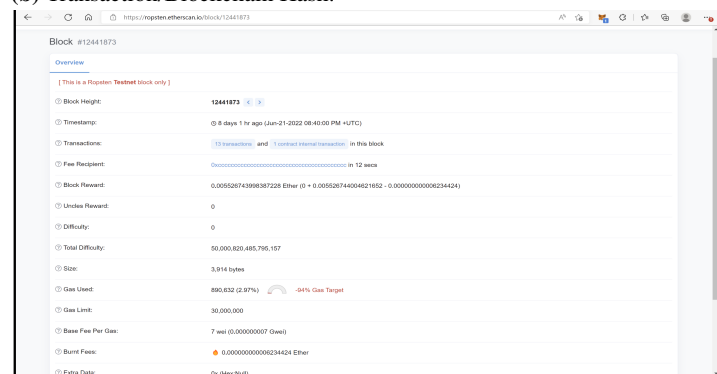 (b) Transaction/Blockchain Hash.
https://ropsten.etherscan.io/block/12441873
Block #12441873
Overview
[ This is a Ropsten Testnet block only ]
Block Height: 12441873 < >
Timestamp: 8 days 1 hr ago (Jun-21-2022 08:40:00 PM +UTC)
Transactions: 13 transactions and 1 contract internal transaction in this block
Fee Recipient: in 12 secs
Block Reward: 0.005526743998387228 Ether (0 + 0.005526744004621652 - 0.000000000006234424)
Uncles Reward: 0
Difficulty: 0
Total Difficulty: 50,000,820,485,795,157
Size: 3,914 bytes
Gas Used: 890,632 (2.97%) -94% Gas Target
Gas Limit: 30,000,000
Base Fee Per Gas: 7 wei (0.000000007 Gwei)
Burnt Fees: 0.000000000006234424 Ether
Extra Data: 0x (Hex:Null)